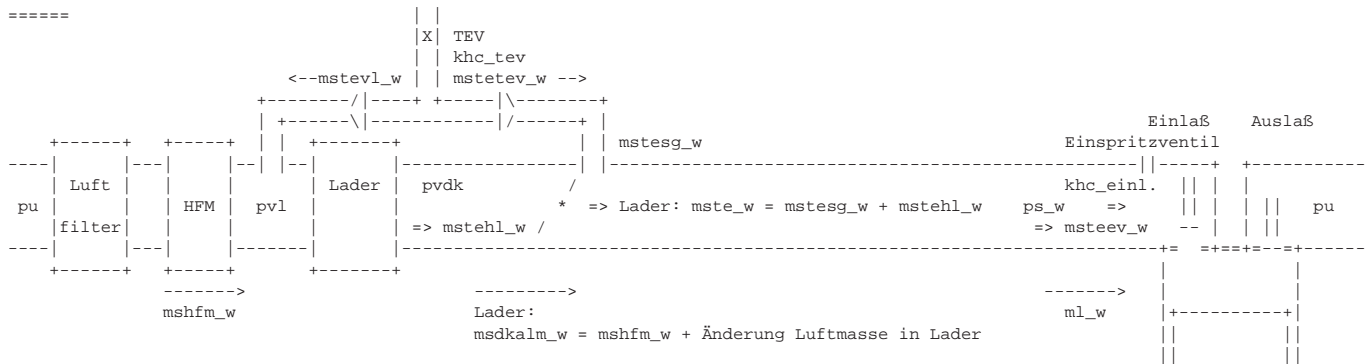 ======
X TEV
khc_tev
<--mstevl_w mstetev_w -->
Einlaß Auslaß
mstesg_w Einspritzventil
Luft Lader pvdk khc_einl.
pu HFM pvl * => Lader: mste_w = mstesg_w + mstehl_w ps_w => pu
filter => mstehl_w => msteev_w
-------> ---------> ------->
mshfm_w Lader: ml_w
msdkalm_w = mshfm_w + Änderung Luftmasse in Lader